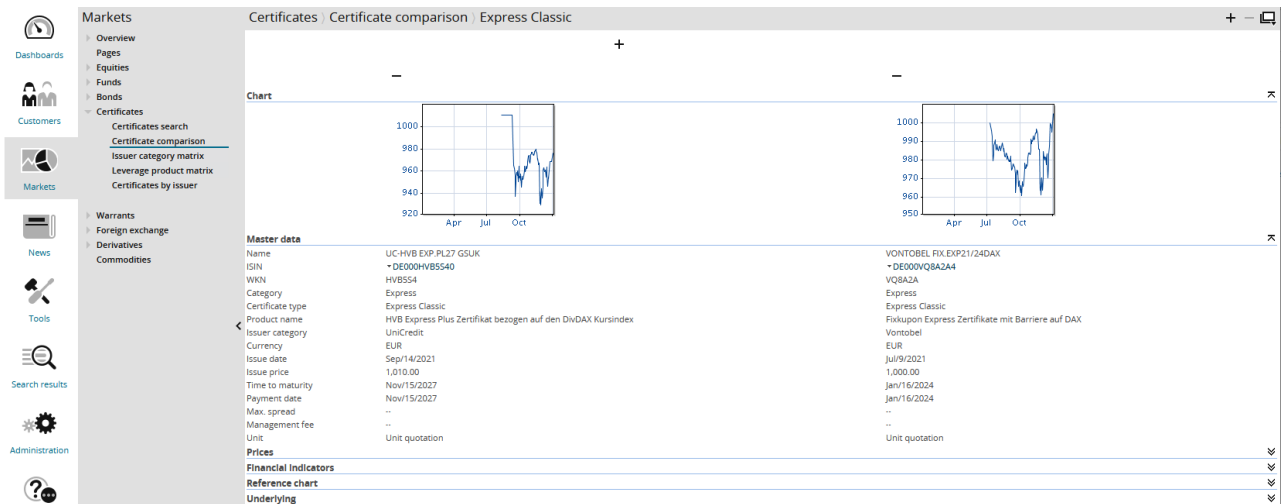 Markets
Certificates 〉 Certificate comparison 〉 Express Classic
Dashboards
Customers
Markets
News
Tools
Search results
Administration
Overview
Pages
Equities
Funds
Bonds
Certificates
Certificates search
Certificate comparison
Issuer category matrix
Leverage product matrix
Certificates by issuer
Warrants
Foreign exchange
Derivatives
Commodities
Chart
1000
980
960
940
920
Apr Jul Oct
1000
990
980
970
960
950
Apr Jul Oct
Master data
Name UC-HVB EXP.PL27 GSUK VONTOBEL FIX.EXP21/24DAX
ISIN DE000HVB5S40 DE000VQ8A2A4
WKN HVB5S4 VQ8A2A
Category Express Express
Certificate type Express Classic Express Classic
Product name HVB Express Plus Zertifikat bezogen auf den DivDAX Kursindex Fixkupon Express Zertifikate mit Barriere auf DAX
Issuer category UniCredit Vontobel
Currency EUR EUR
Issue date Sep/14/2021 Jul/9/2021
Issue price 1,010.00 1,000.00
Time to maturity Nov/15/2027 Jan/16/2024
Payment date Nov/15/2027 Jan/16/2024
Max. spread -- --
Management fee -- --
Unit Unit quotation Unit quotation
Prices
Financial Indicators
Reference chart
Underlying